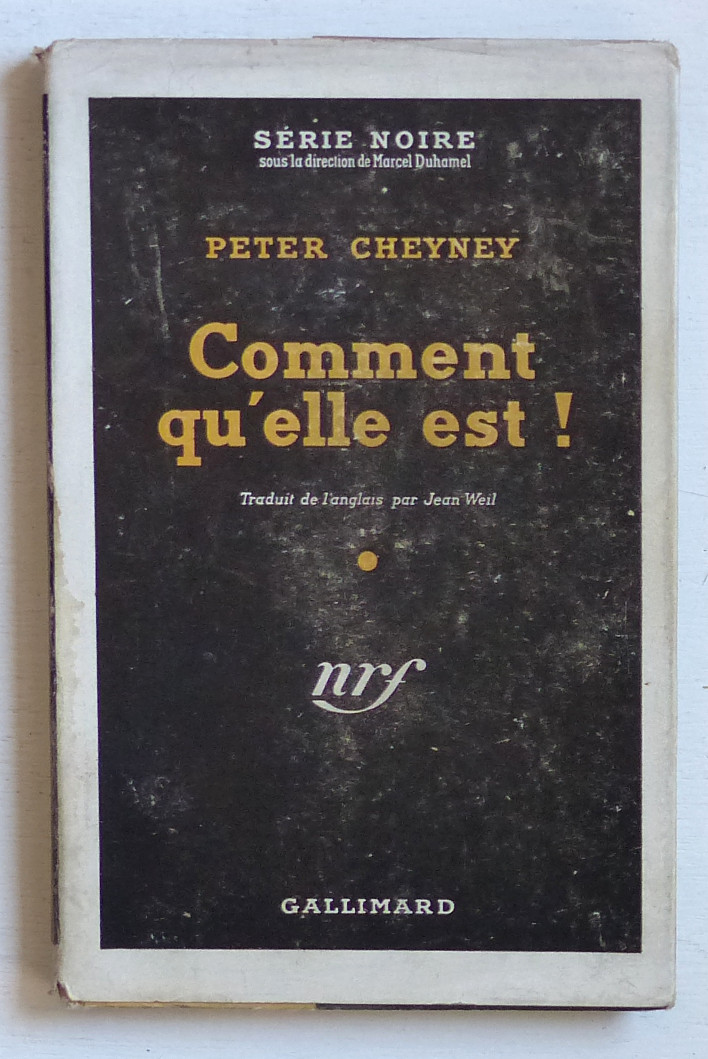 SÉRIE NOIRE
sous la direction de Marcel Duhamel
PETER CHEYNEY
Comment
qu'elle est !
Traduit de l'anglais par Jean Weil
nrf
GALLIMARD